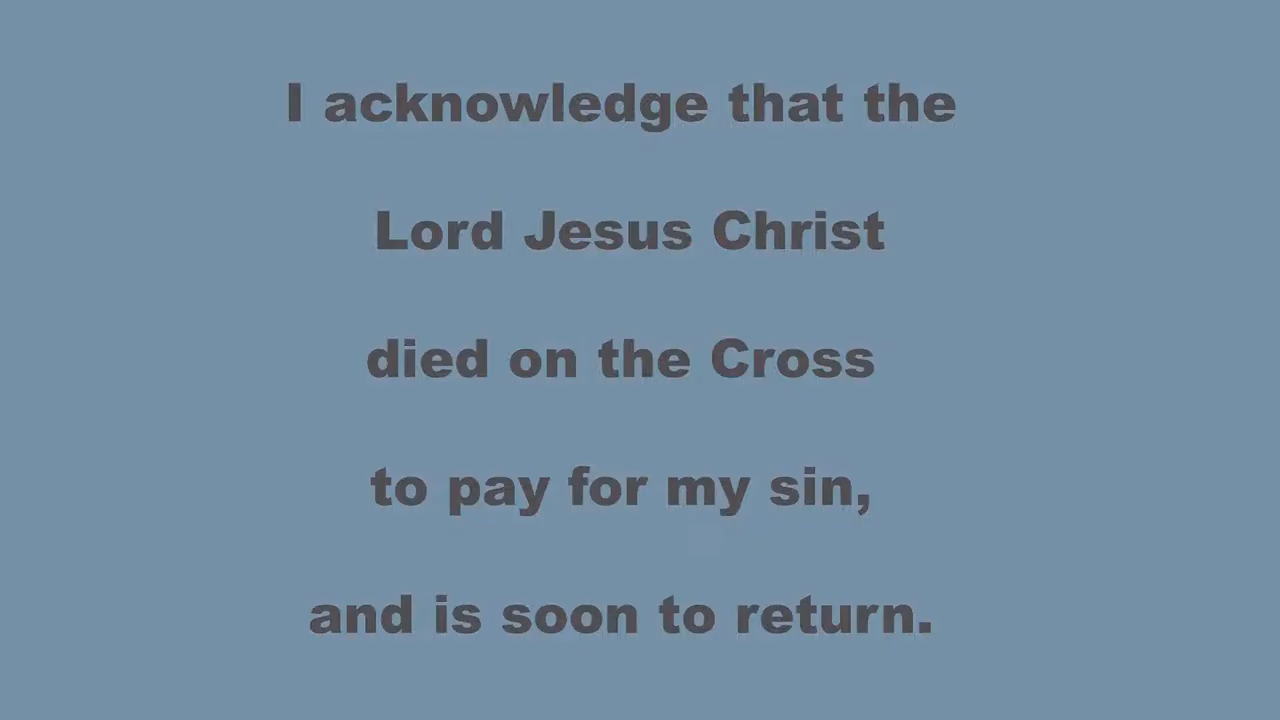 I acknowledge that the
Lord Jesus Christ
died on the Cross
to pay for my sin,
and is soon to return.